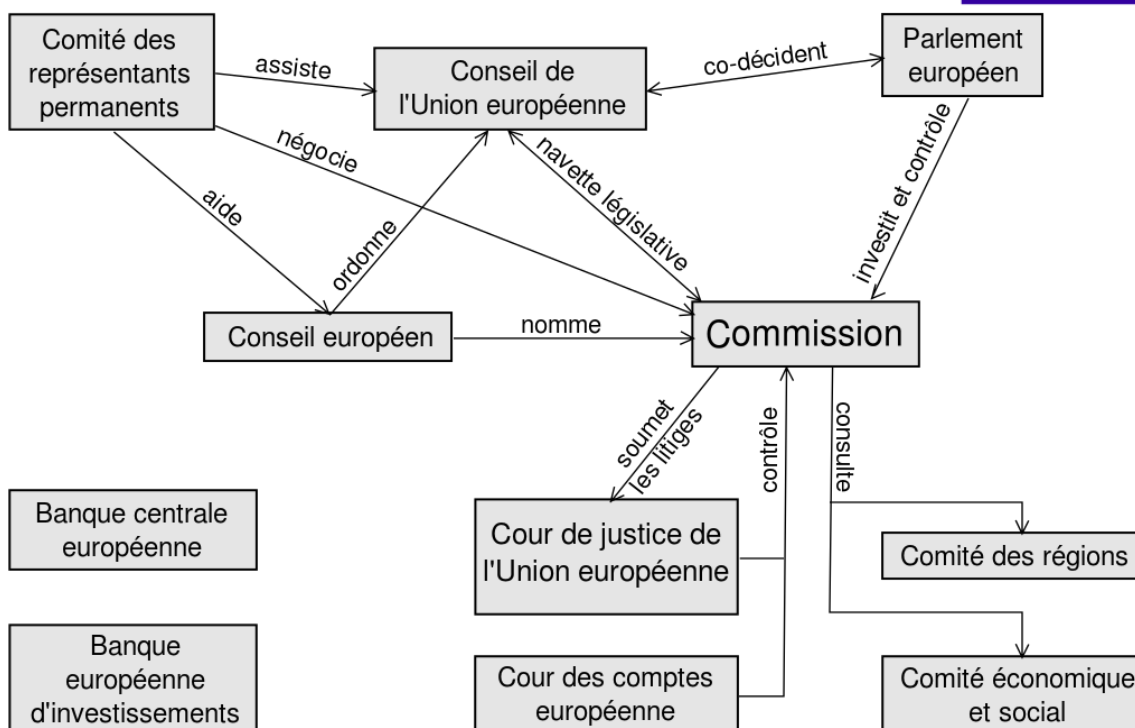 Comité des
représentants
permanents
assiste
Conseil de
l'Union européenne
co-décident
Parlement
européen
négocie
navette législative
investit et contrôle
aide
ordonne
Conseil européen
nomme
Commission
soumet
les litiges
contrôle
consulte
Banque centrale
européenne
Cour de justice de
l'Union européenne
Comité des régions
Banque
européenne
d'investissements
Cour des comptes
européenne
Comité économique
et social